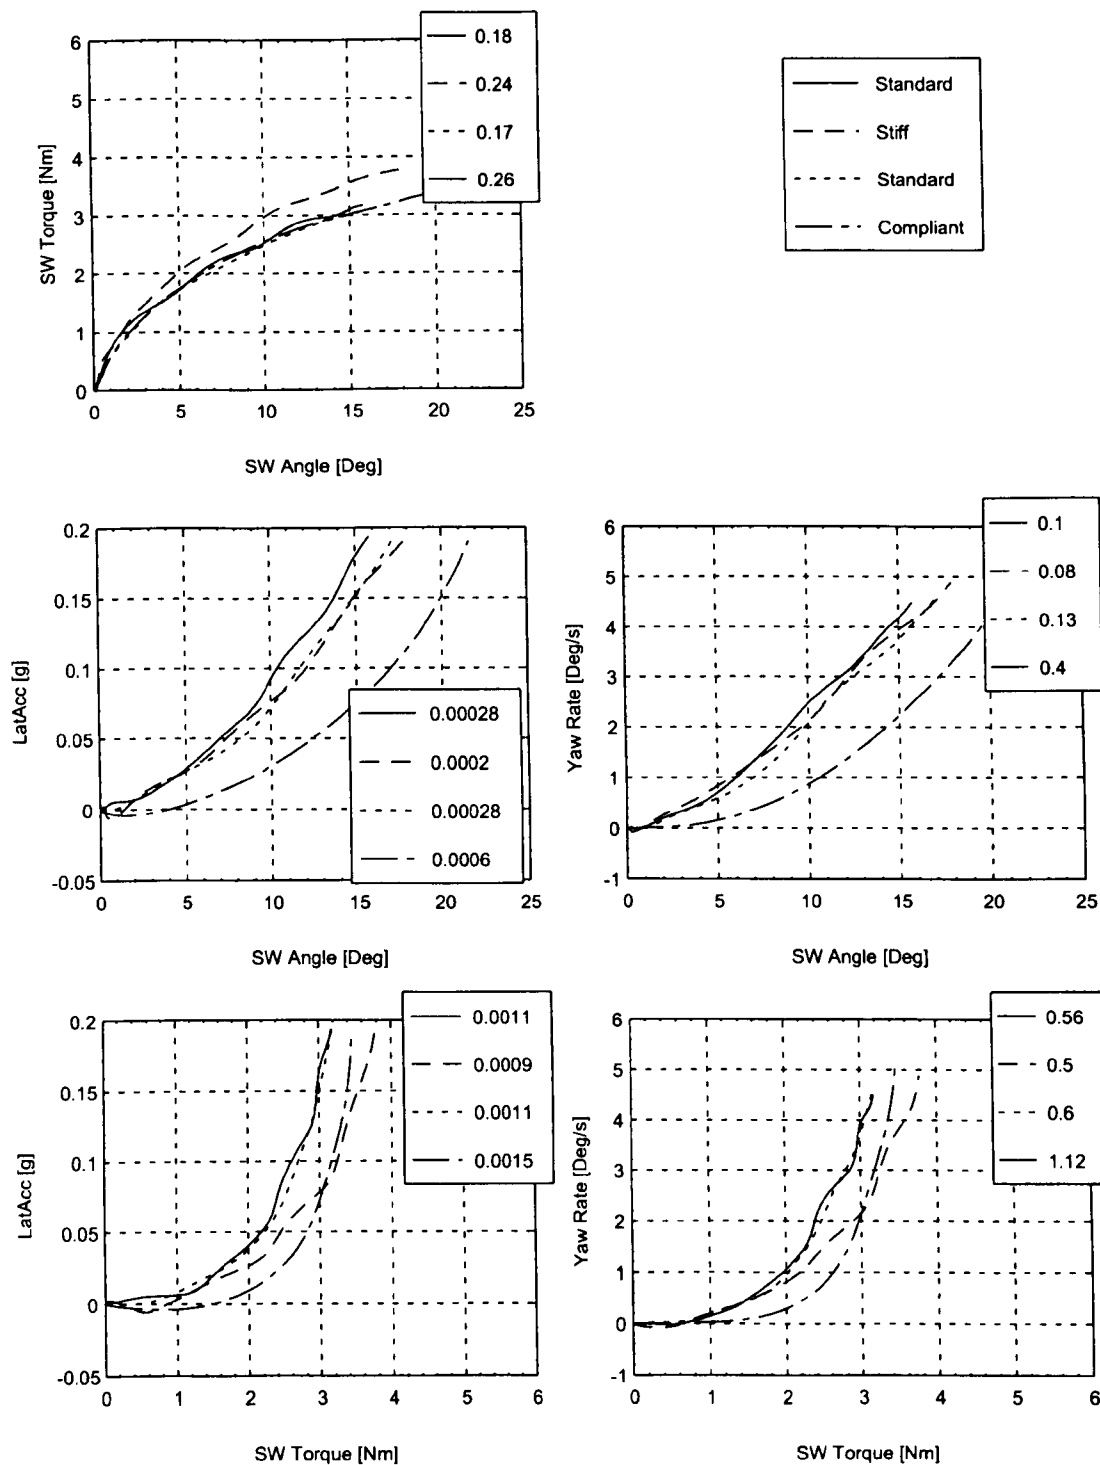 6
5
4
3
2
1
0
SW Torque [Nm]
0 5 10 15 20 25
SW Angle [Deg]
0.18
0.24
0.17
0.26
Standard
Stiff
Standard
Compliant
0.2
0.15
0.1
0.05
0
-0.05
LatAcc [g]
0 5 10 15 20 25
SW Angle [Deg]
0.00028
0.0002
0.00028
0.0006
6
5
4
3
2
1
0
-1
Yaw Rate [Deg/s]
0 5 10 15 20 25
SW Angle [Deg]
0.1
0.08
0.13
0.4
0.2
0.15
0.1
0.05
0
-0.05
LatAcc [g]
0 1 2 3 4 5 6
SW Torque [Nm]
0.0011
0.0009
0.0011
0.0015
6
5
4
3
2
1
0
-1
Yaw Rate [Deg/s]
0 1 2 3 4 5 6
SW Torque [Nm]
0.56
0.5
0.6
1.12